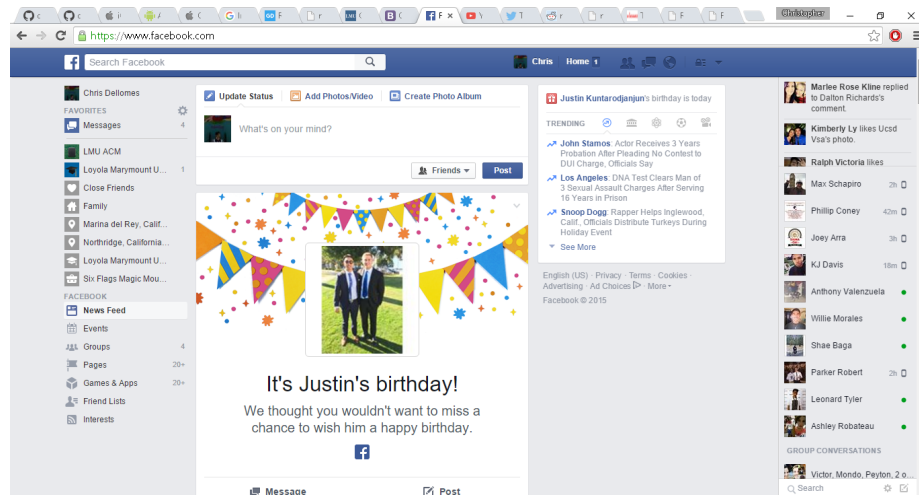 Christopher
https://www.facebook.com
Search Facebook
Chris
Home 1
Chris Dellomes
FAVORITES
Messages 4
LMU ACM
Loyola Marymount U... 1
Close Friends
Family
Marina del Rey, Calif...
Northridge, California...
Loyola Marymount U...
Six Flags Magic Mou...
FACEBOOK
News Feed
Events
Groups 4
Pages 20+
Games & Apps 20+
Friend Lists
Interests
Update Status
Add Photos/Video
Create Photo Album
What's on your mind?
Friends
Post
It's Justin's birthday!
We thought you wouldn't want to miss a
chance to wish him a happy birthday.
Message
Post
Justin Kuntarodjanjun's birthday is today
TRENDING
John Stamos: Actor Receives 3 Years
Probation After Pleading No Contest to
DUI Charge, Officials Say
Los Angeles: DNA Test Clears Man of
3 Sexual Assault Charges After Serving
16 Years in Prison
Snoop Dogg: Rapper Helps Inglewood,
Calif., Officials Distribute Turkeys During
Holiday Event
See More
English (US) · Privacy · Terms · Cookies ·
Advertising · Ad Choices · More
Facebook © 2015
Marlee Rose Kline replied
to Dalton Richards's
comment.
Kimberly Ly likes Ucsd
Vsa's photo.
Ralph Victoria likes
Max Schapiro 2h
Phillip Coney 42m
Joey Arra 3h
KJ Davis 18m
Anthony Valenzuela
Willie Morales
Shae Baga
Parker Robert 2h
Leonard Tyler
Ashley Robateau
GROUP CONVERSATIONS
Victor, Mondo, Peyton, 2 o...
Search